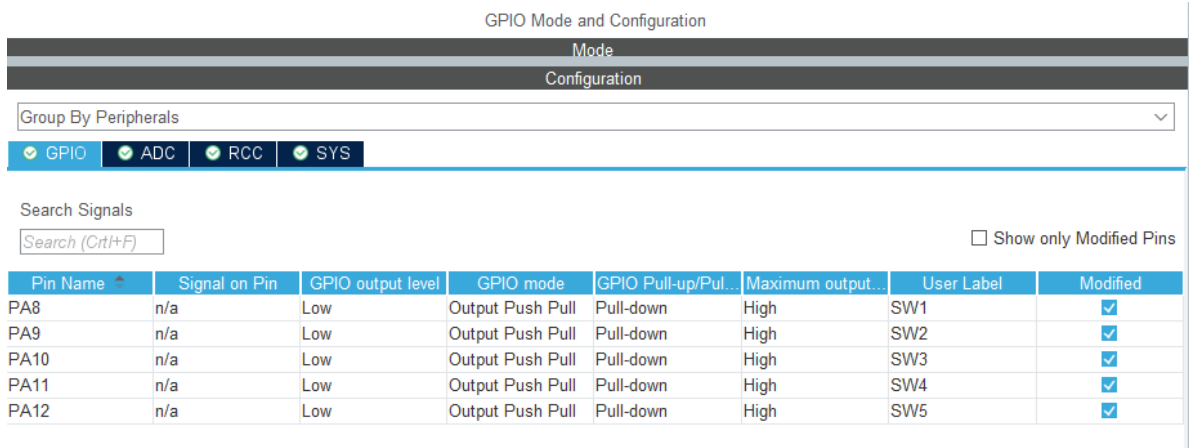 GPIO Mode and Configuration
Mode
Configuration
Group By Peripherals
GPIO ADC RCC SYS
Search Signals
Search (Crtl+F)
Show only Modified Pins
Pin Name Signal on Pin GPIO output level GPIO mode GPIO Pull-up/Pul... Maximum output... User Label Modified
PA8 n/a Low Output Push Pull Pull-down High SW1
PA9 n/a Low Output Push Pull Pull-down High SW2
PA10 n/a Low Output Push Pull Pull-down High SW3
PA11 n/a Low Output Push Pull Pull-down High SW4
PA12 n/a Low Output Push Pull Pull-down High SW5